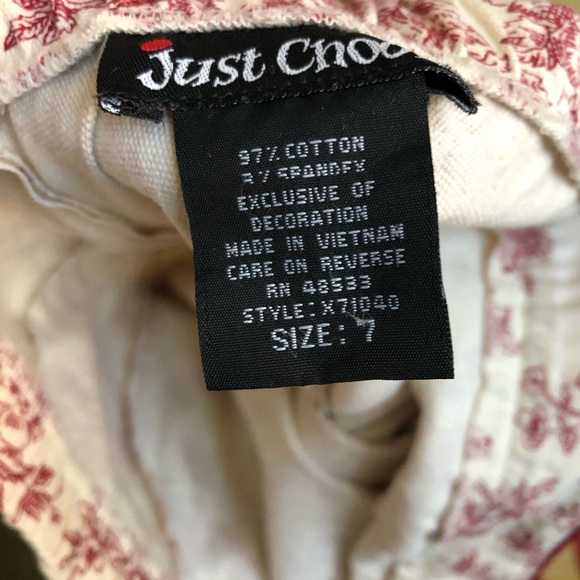 Just Choo
97% COTTON
3% SPANDEX
EXCLUSIVE OF
DECORATION
MADE IN VIETNAM
CARE ON REVERSE
RN 48533
STYLE: X71040
SIZE: 7